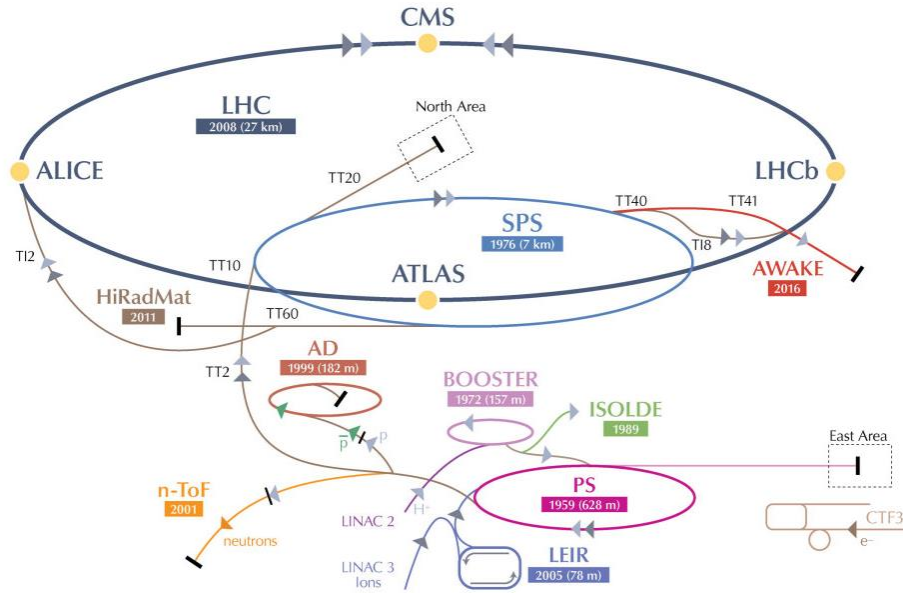 CMS
LHC
2008 (27 km)
North Area
ALICE
LHCb
TT20
TT40
TT41
SPS
1976 (7 km)
TI8
TI2
TT10
ATLAS
AWAKE
2016
HiRadMat
2011
TT60
AD
1999 (182 m)
TT2
BOOSTER
1972 (157 m)
ISOLDE
1989
p̅
p
East Area
n-ToF
2001
PS
1959 (628 m)
LINAC 2
H⁻
neutrons
CTF3
e⁻
LINAC 3
Ions
LEIR
2005 (78 m)